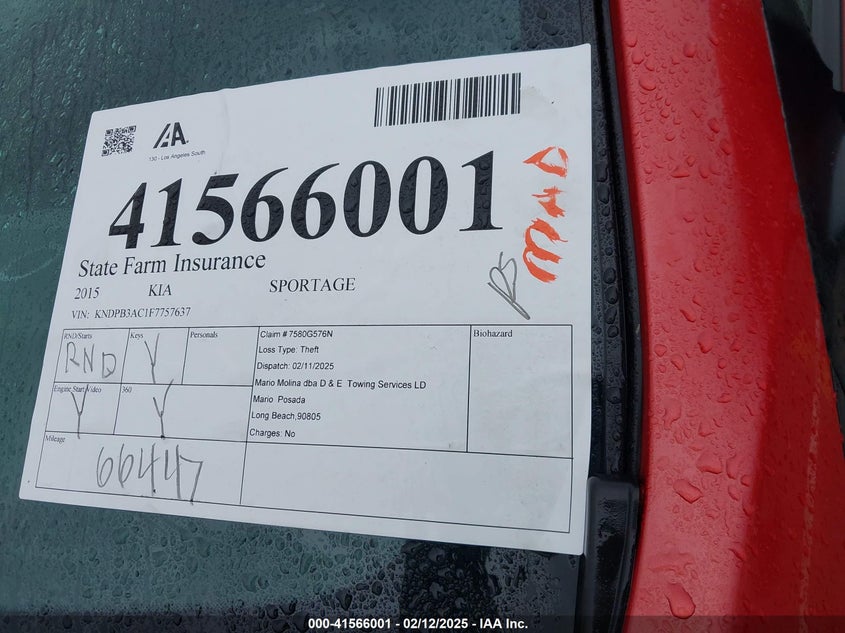 IAA
130 - Los Angeles South
41566001
MAD
State Farm Insurance
2015 KIA SPORTAGE
VIN: KNDPB3AC1F7757637
RND/Starts
RND
Keys
Y
Personals
Engine Start Video
Y
360
Y
Mileage
66447
Claim # 7580G576N
Loss Type: Theft
Dispatch: 02/11/2025
Mario Molina dba D & E Towing Services LD
Mario Posada
Long Beach,90805
Charges: No
Biohazard
000-41566001 - 02/12/2025 - IAA Inc.